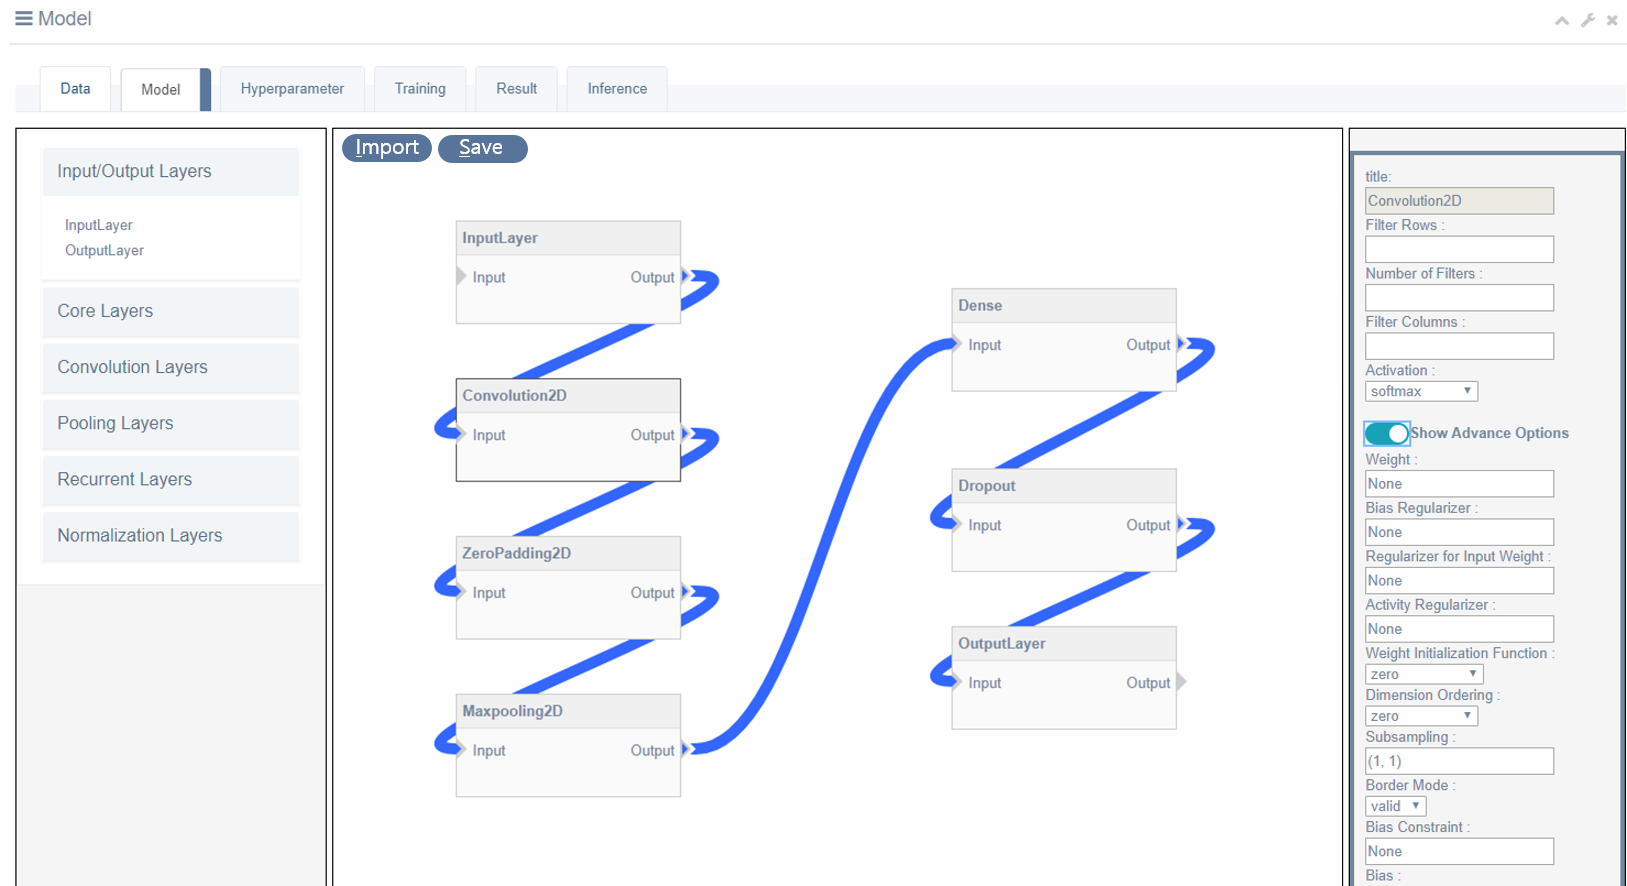 Model
Data
Model
Hyperparameter
Training
Result
Inference
Input/Output Layers
InputLayer
OutputLayer
Core Layers
Convolution Layers
Pooling Layers
Recurrent Layers
Normalization Layers
Import
Save
InputLayer
Input Output
Convolution2D
Input Output
ZeroPadding2D
Input Output
Maxpooling2D
Input Output
Dense
Input Output
Dropout
Input Output
OutputLayer
Input Output
title:
Convolution2D
Filter Rows :
Number of Filters :
Filter Columns :
Activation :
softmax
Show Advance Options
Weight :
None
Bias Regularizer :
None
Regularizer for Input Weight :
None
Activity Regularizer :
None
Weight Initialization Function :
zero
Dimension Ordering :
zero
Subsampling :
(1, 1)
Border Mode :
valid
Bias Constraint :
None
Bias :